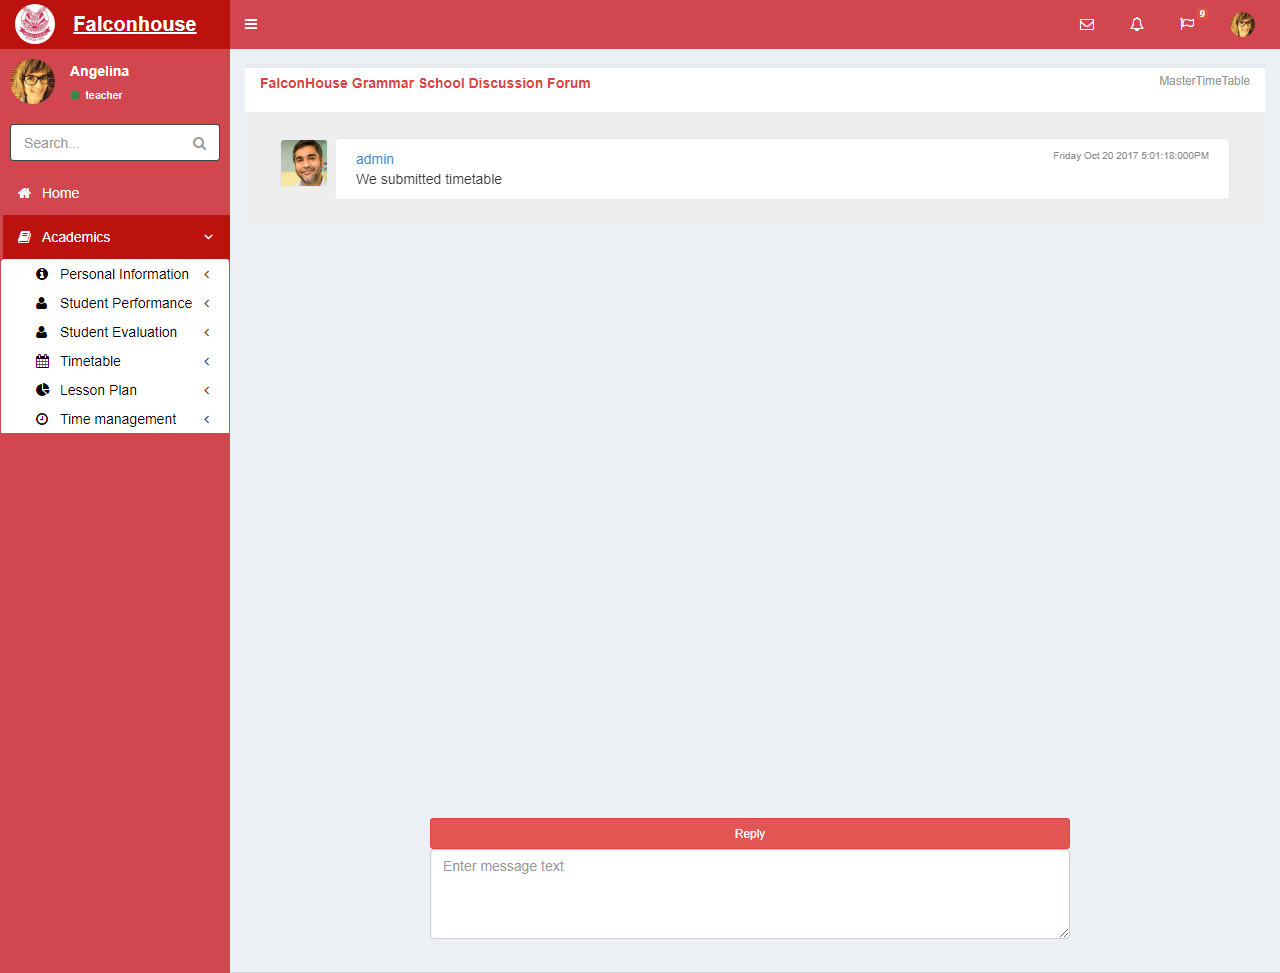 Falconhouse
9
Angelina
teacher
Search...
Home
Academics
Personal Information
Student Performance
Student Evaluation
Timetable
Lesson Plan
Time management
FalconHouse Grammar School Discussion Forum
MasterTimeTable
admin
Friday Oct 20 2017 5:01:18:000PM
We submitted timetable
Reply
Enter message text